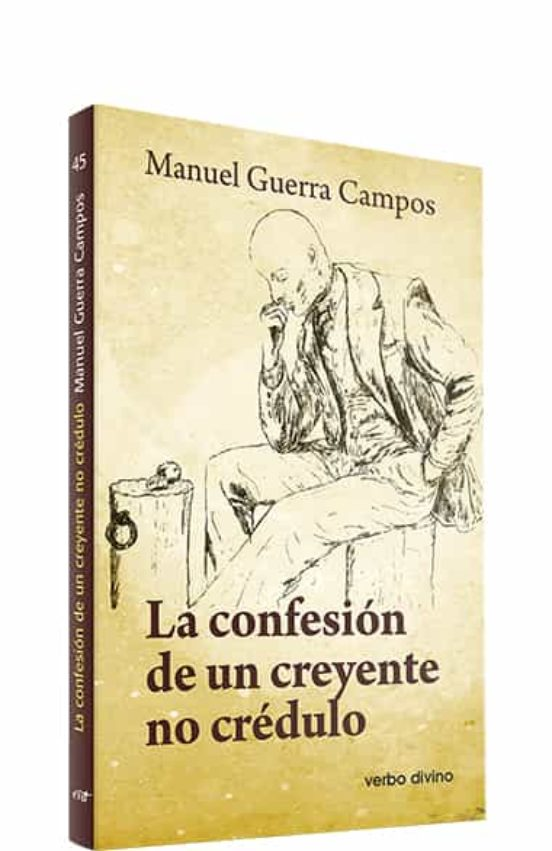 Manuel Guerra Campos
La confesión
de un creyente
no crédulo
verbo divino
45
La confesión de un creyente no crédulo Manuel Guerra Campos
evd